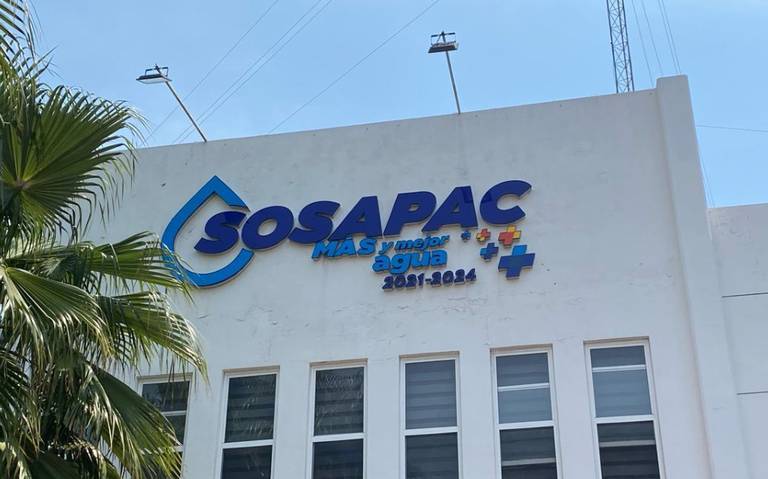 SOSAPAC
MÁS y mejor
agua
2021-2024